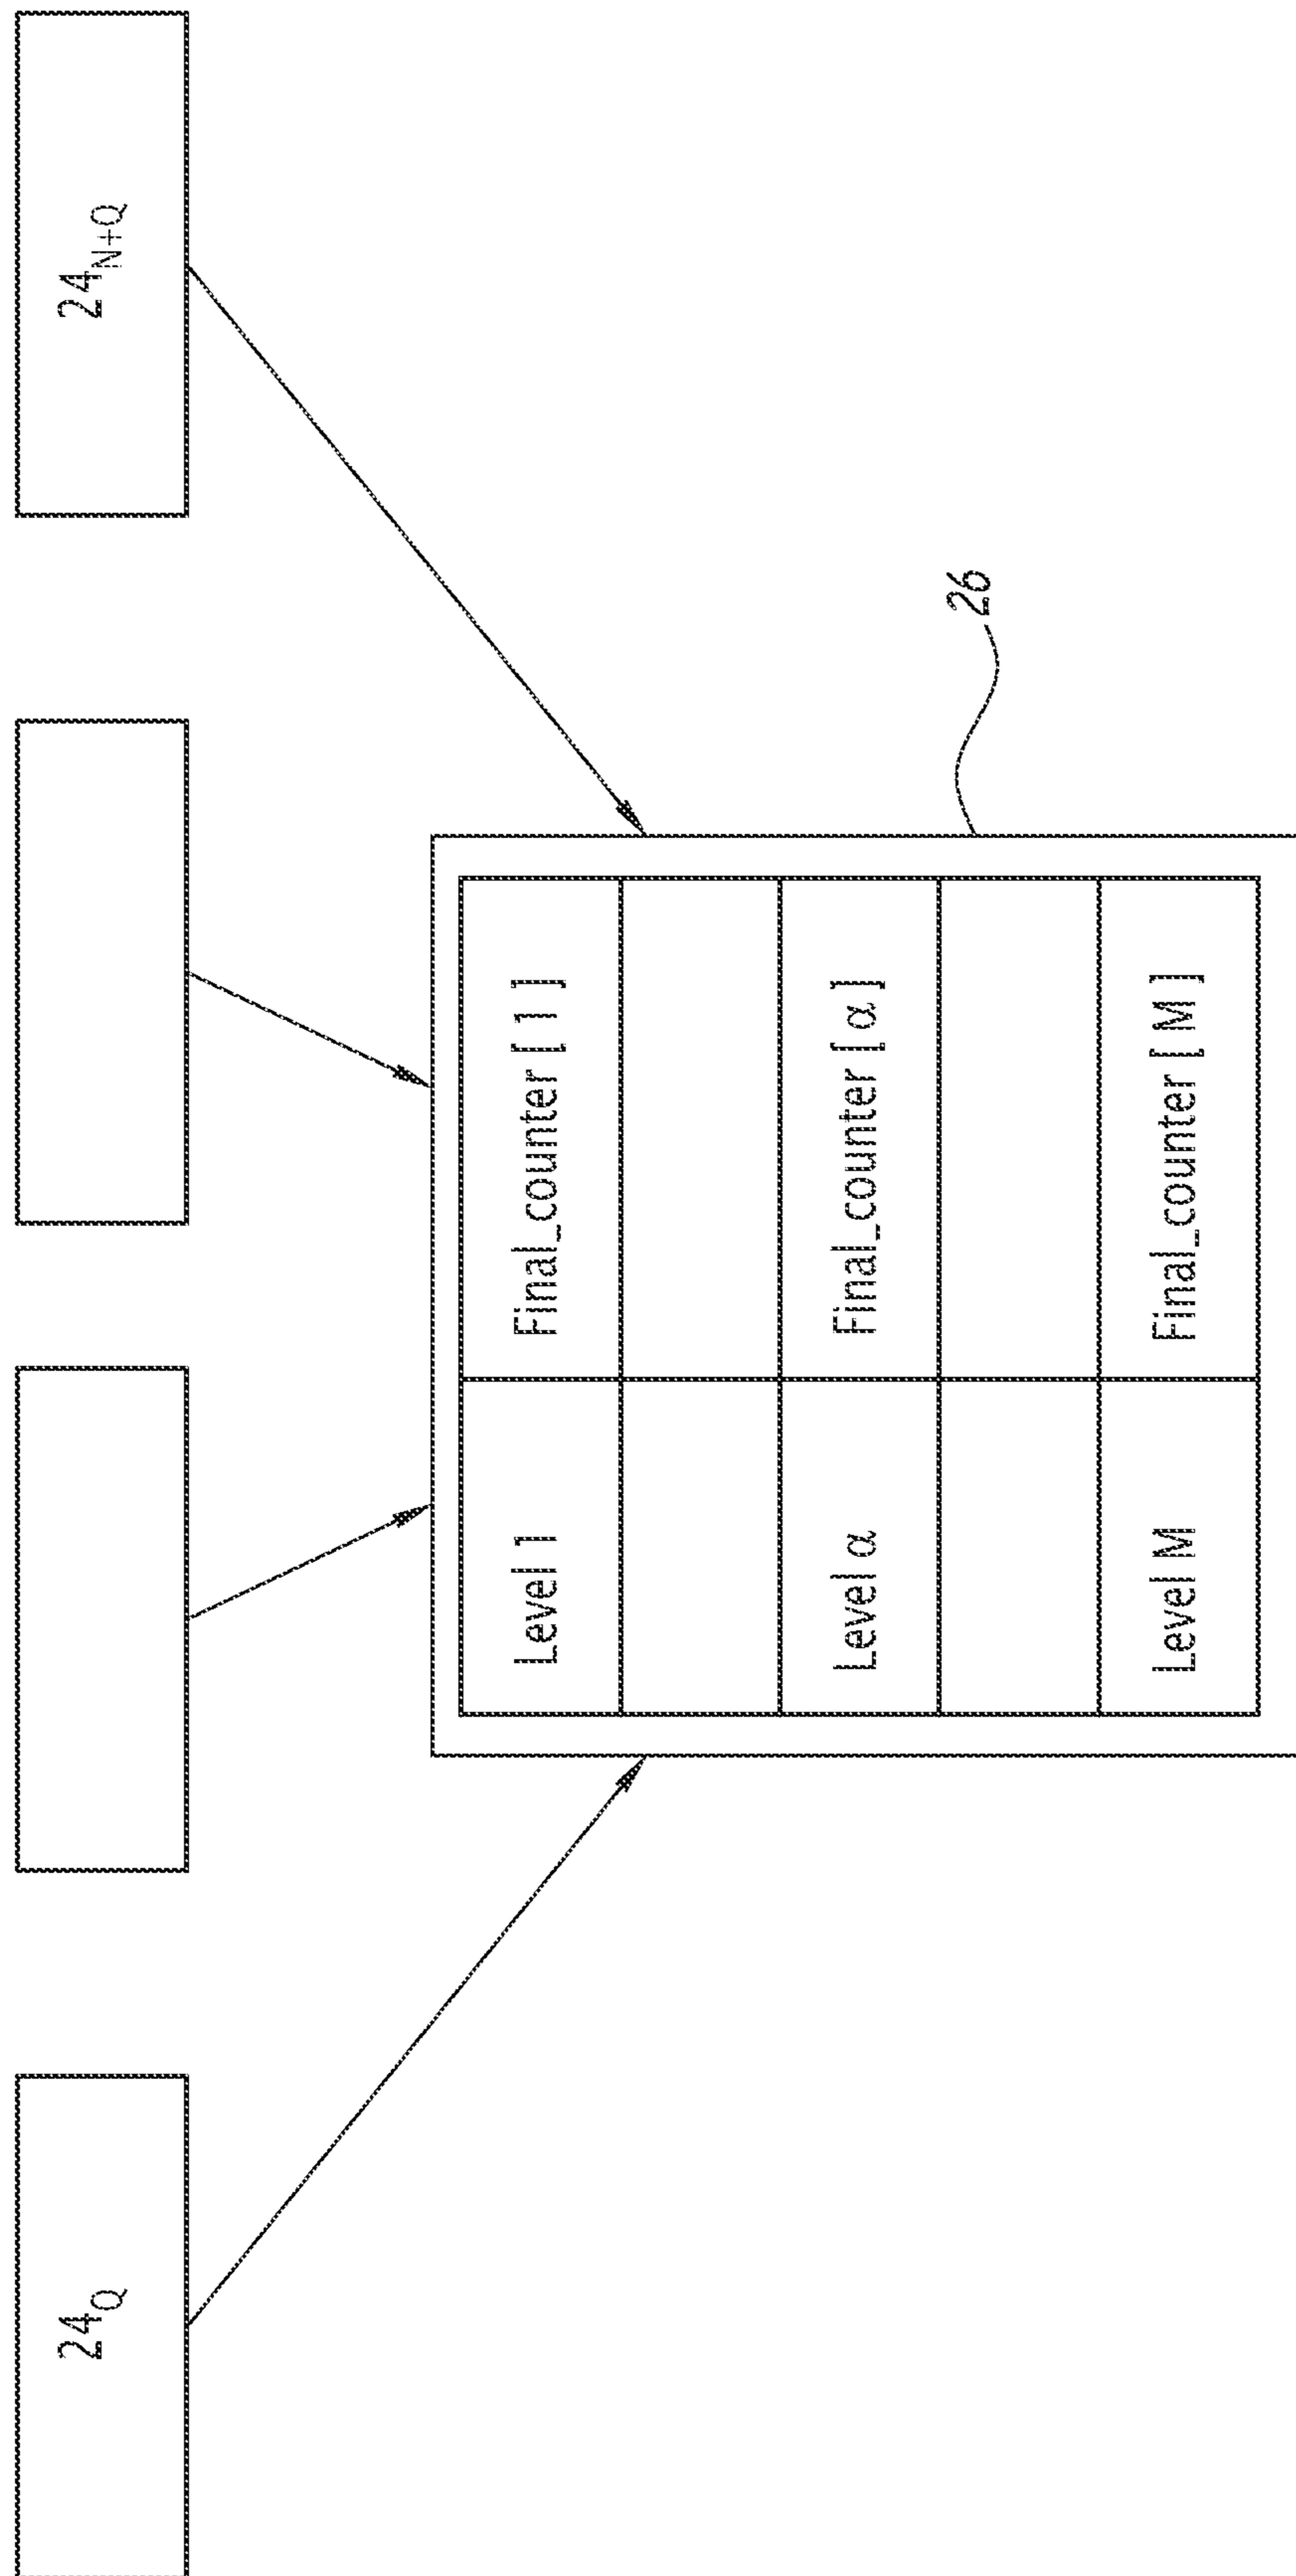 24Q
24N+Q
Level 1 Final_counter [ 1 ]
Level α Final_counter [ α ]
Level M Final_counter [ M ]
26